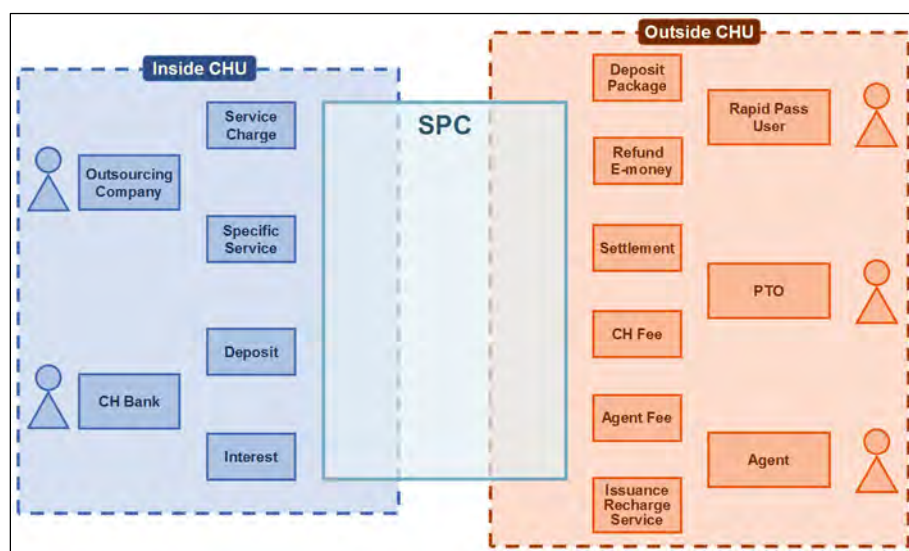 Outside CHU
Inside CHU
SPC
Service
Charge
Outsourcing
Company
Specific
Service
Deposit
CH Bank
Interest
Deposit
Package
Rapid Pass
User
Refund
E-money
Settlement
PTO
CH Fee
Agent Fee
Agent
Issuance
Recharge
Service